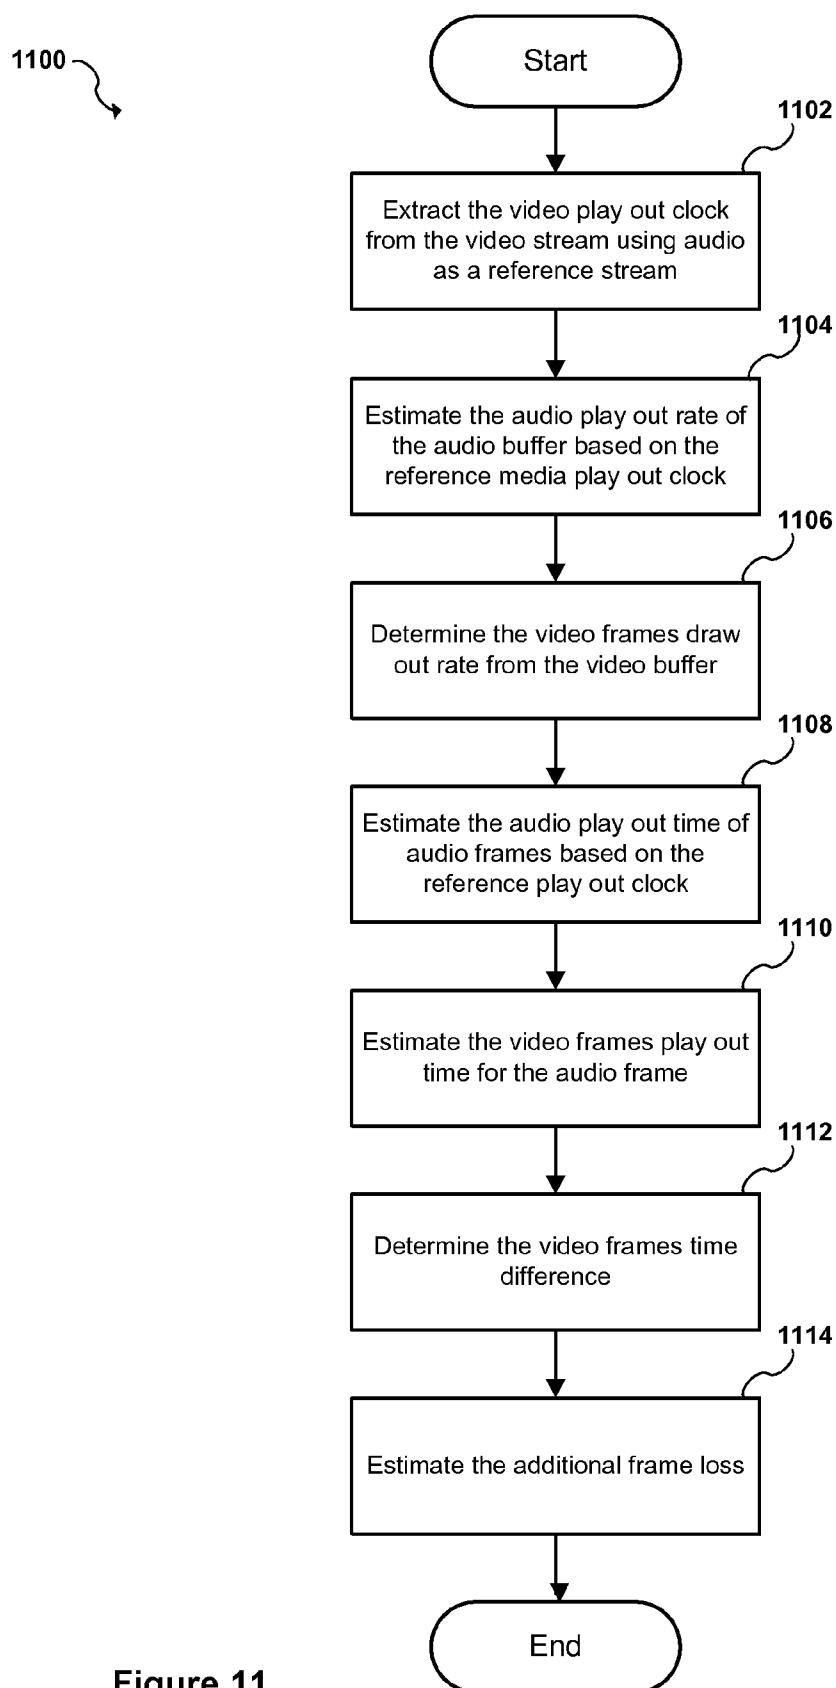 Start
1100
1102
Extract the video play out clock
from the video stream using audio
as a reference stream
1104
Estimate the audio play out rate of
the audio buffer based on the
reference media play out clock
1106
Determine the video frames draw
out rate from the video buffer
1108
Estimate the audio play out time of
audio frames based on the
reference play out clock
1110
Estimate the video frames play out
time for the audio frame
1112
Determine the video frames time
difference
1114
Estimate the additional frame loss
End
Figure 11